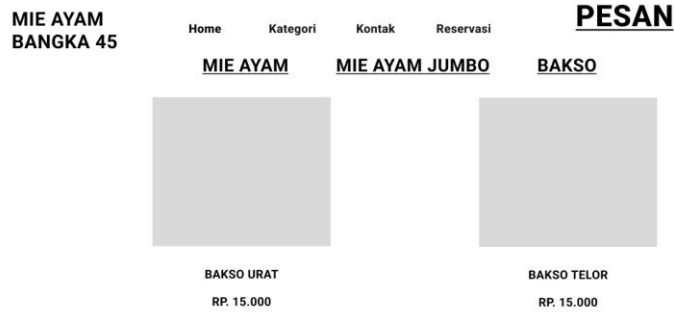 MIE AYAM
BANGKA 45
Home Kategori Kontak Reservasi
PESAN
MIE AYAM MIE AYAM JUMBO BAKSO
BAKSO URAT
RP. 15.000
BAKSO TELOR
RP. 15.000